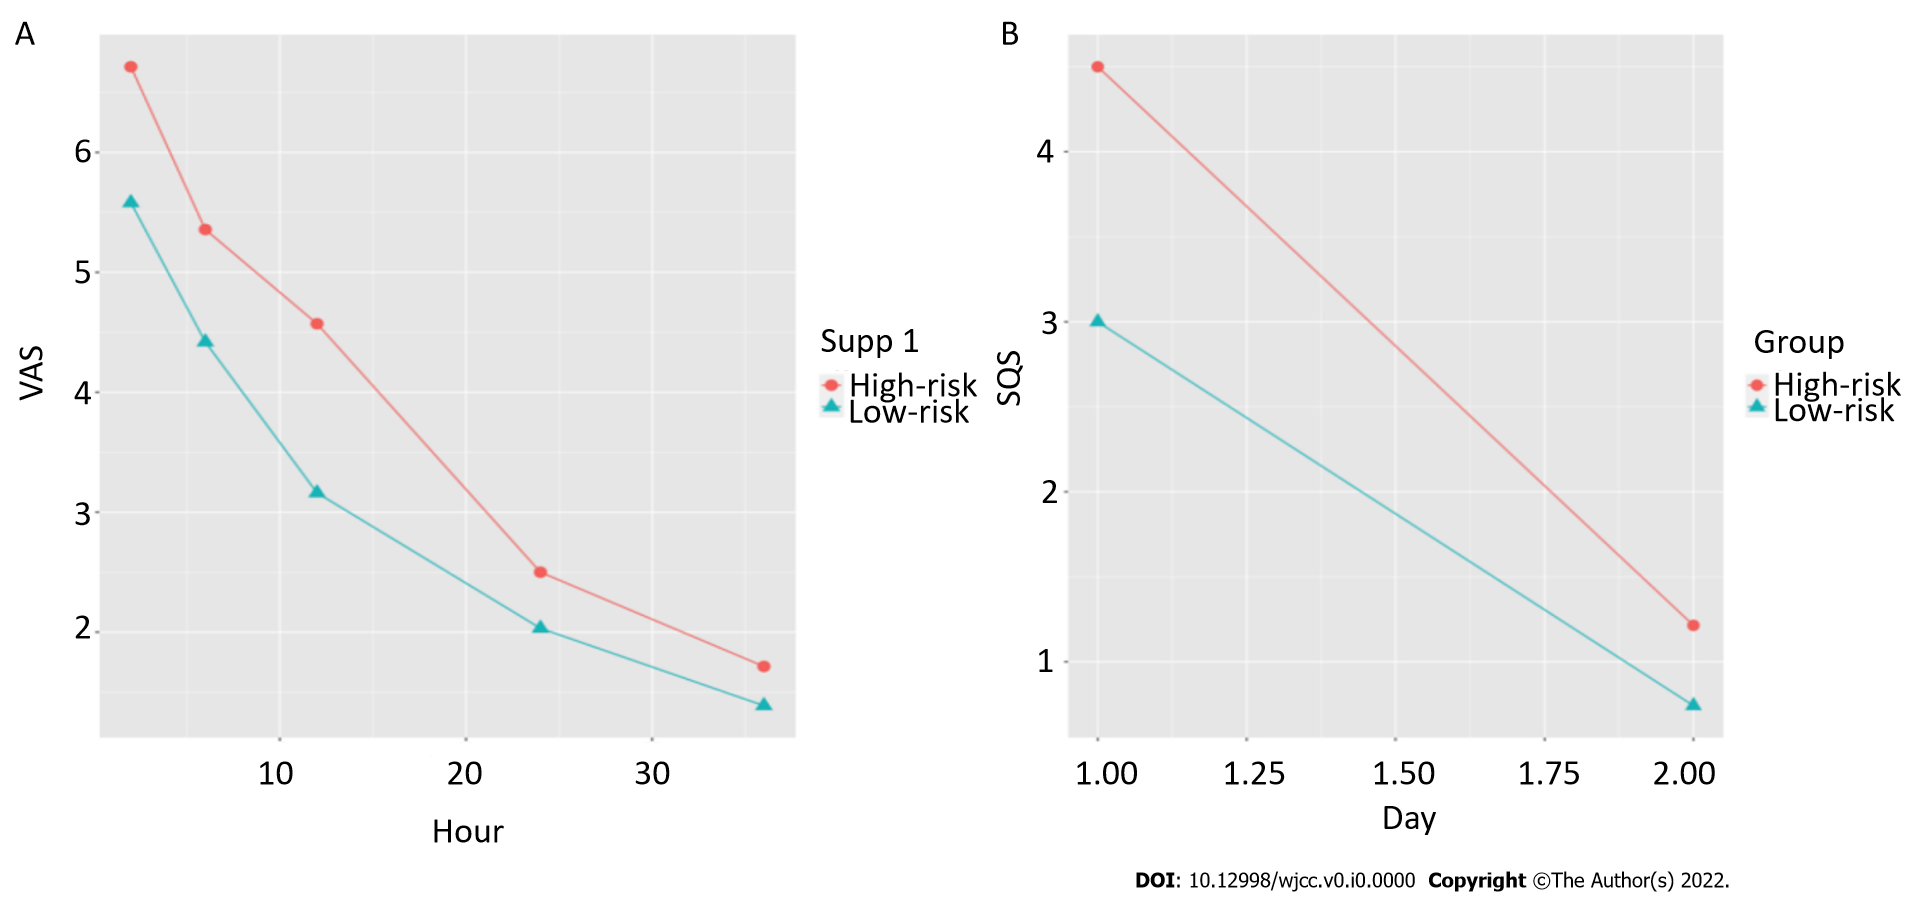 A
6
5
4
3
2
VAS
10 20 30
Hour
Supp 1
High-risk
Low-risk
B
4
3
2
1
SQS
1.00 1.25 1.50 1.75 2.00
Day
Group
High-risk
Low-risk
DOI: 10.12998/wjcc.v0.i0.0000 Copyright ©The Author(s) 2022.